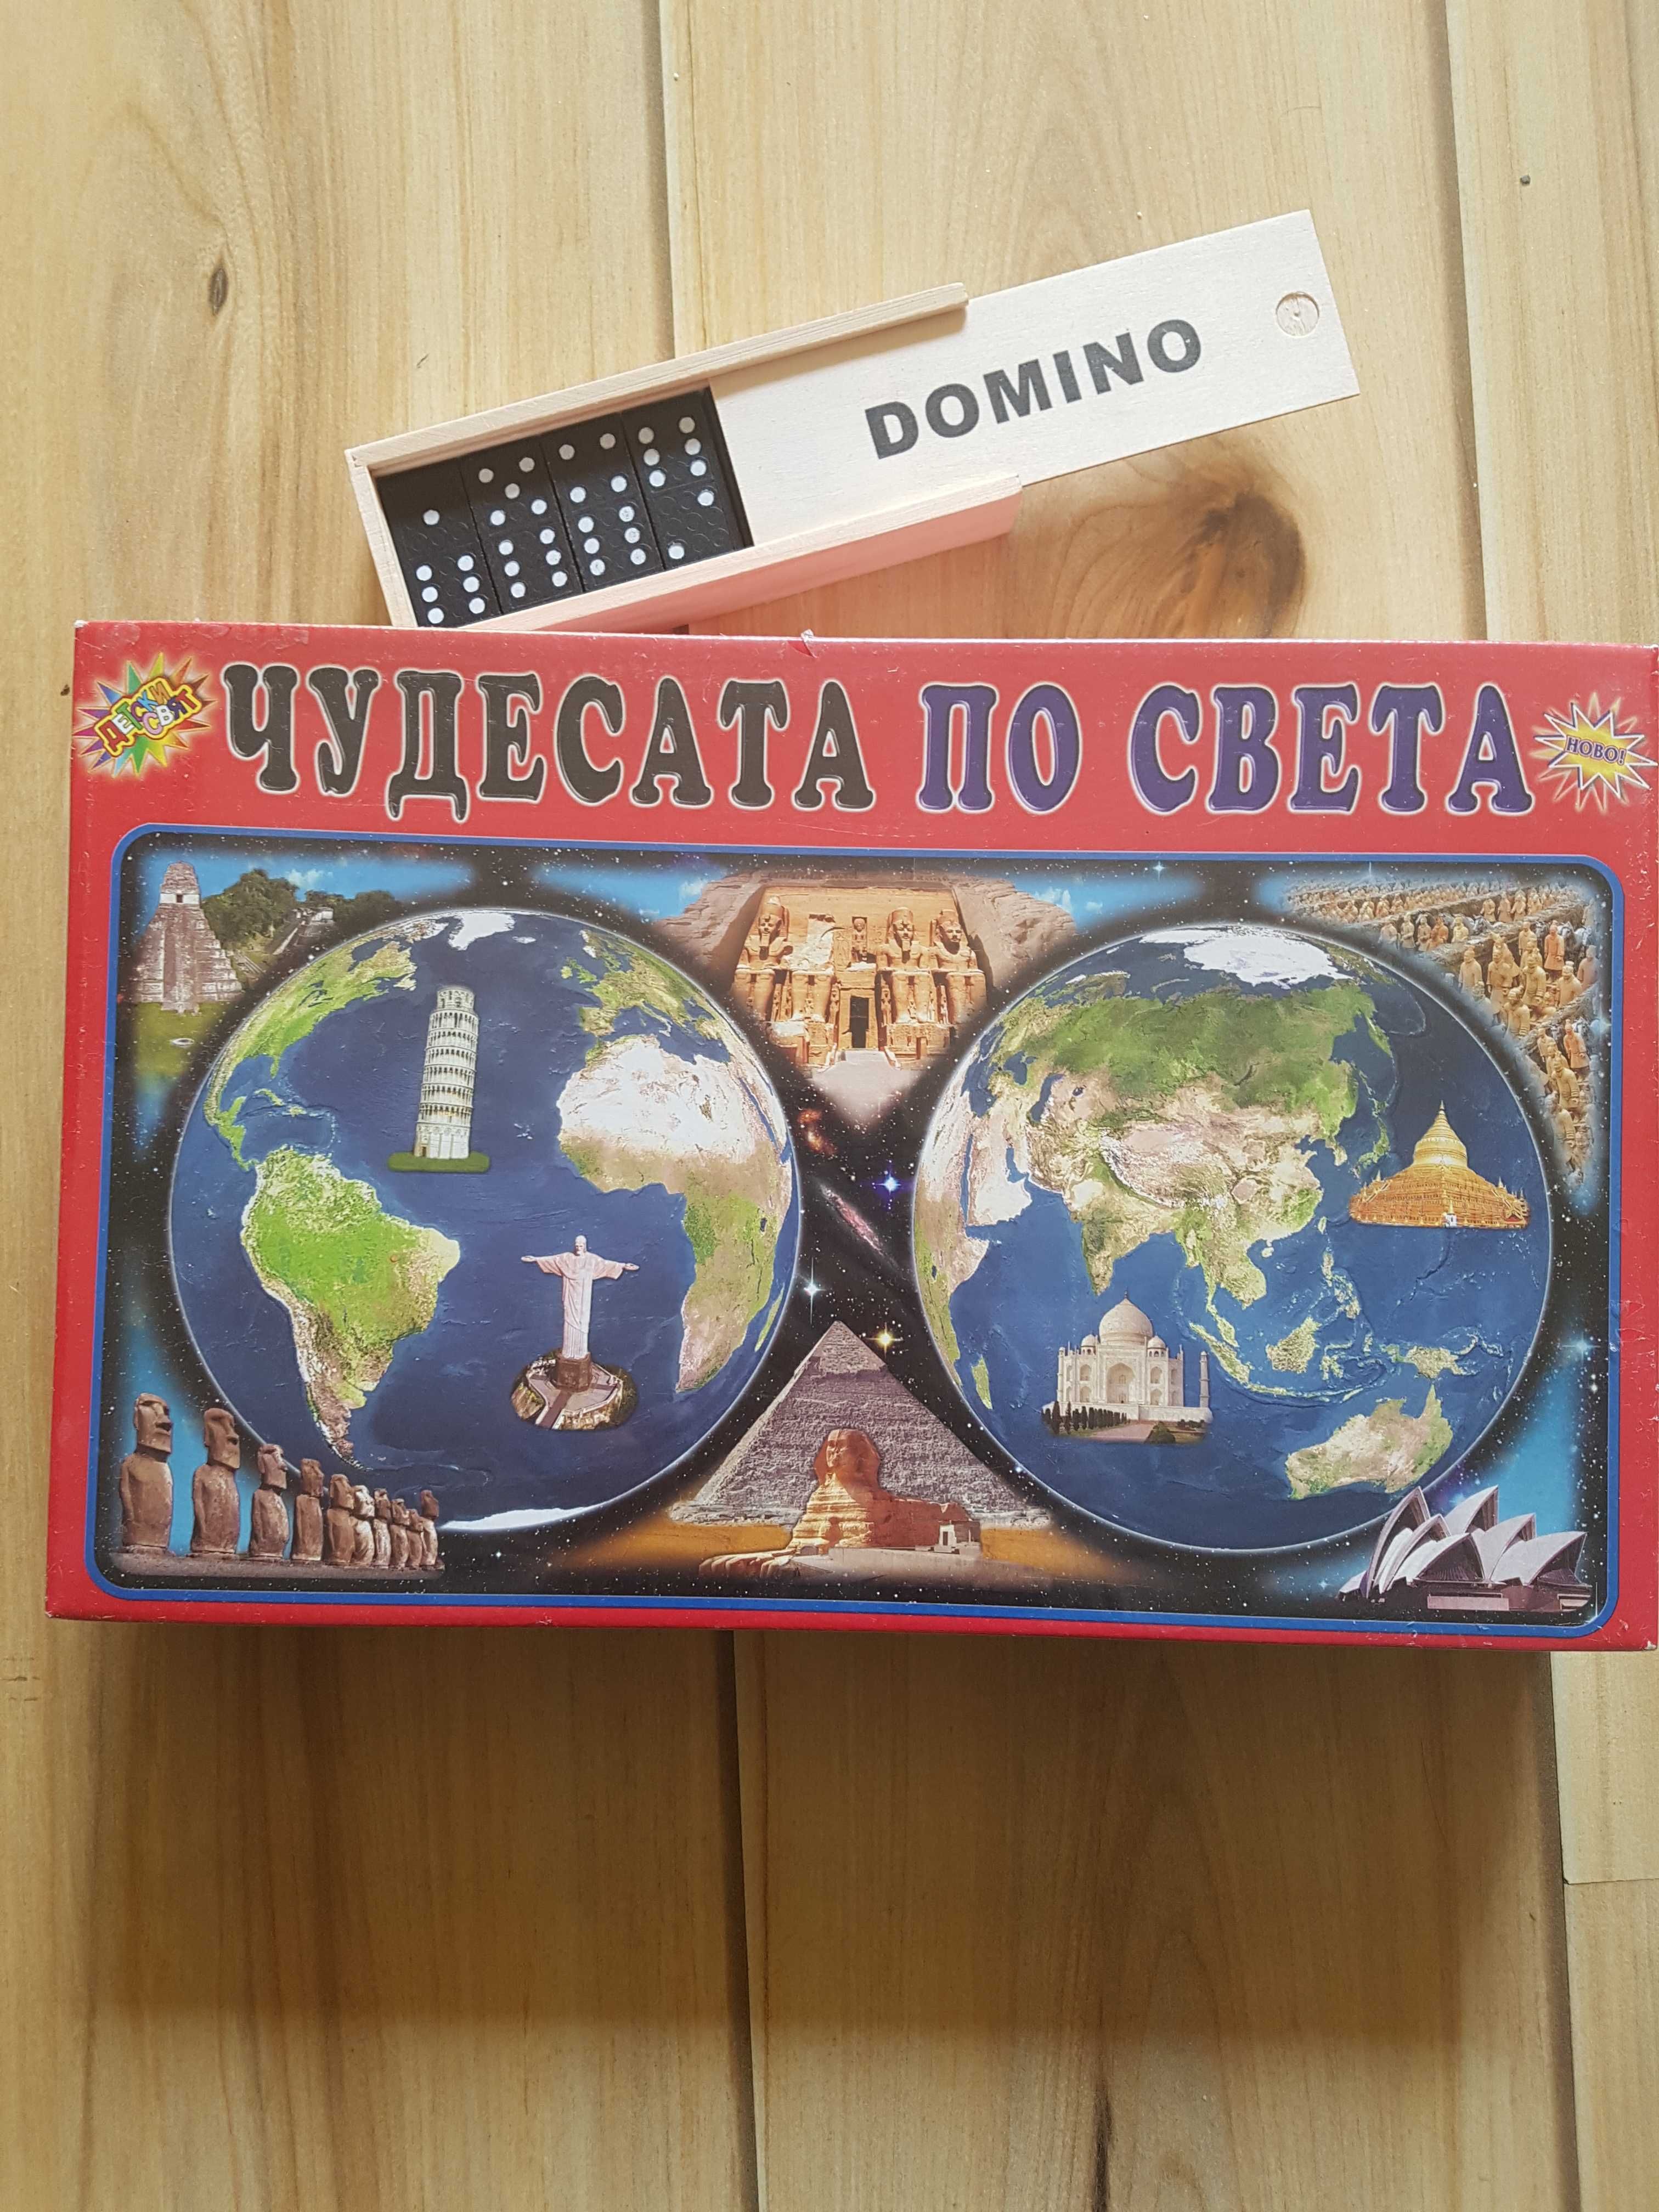 DOMINO
ДЕТСКИ
СВЯТ
ЧУДЕСАТА ПО СВЕТА
НОВО!